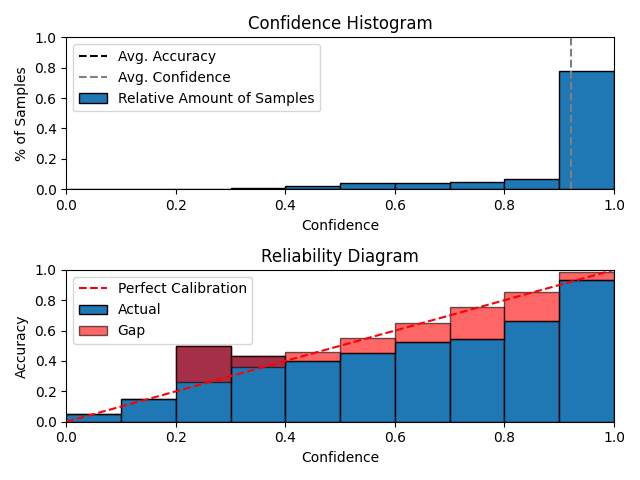 Confidence Histogram
1.0
0.8
0.6
0.4
0.2
0.0
% of Samples
Avg. Accuracy
Avg. Confidence
Relative Amount of Samples
0.0 0.2 0.4 0.6 0.8 1.0
Confidence
Reliability Diagram
1.0
0.8
0.6
0.4
0.2
0.0
Accuracy
Perfect Calibration
Actual
Gap
0.0 0.2 0.4 0.6 0.8 1.0
Confidence